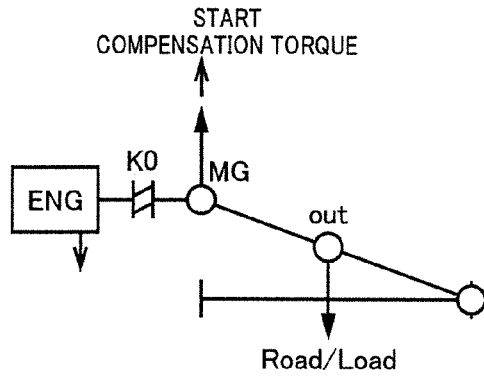 START
COMPENSATION TORQUE
K0
MG
ENG
out
Road/Load